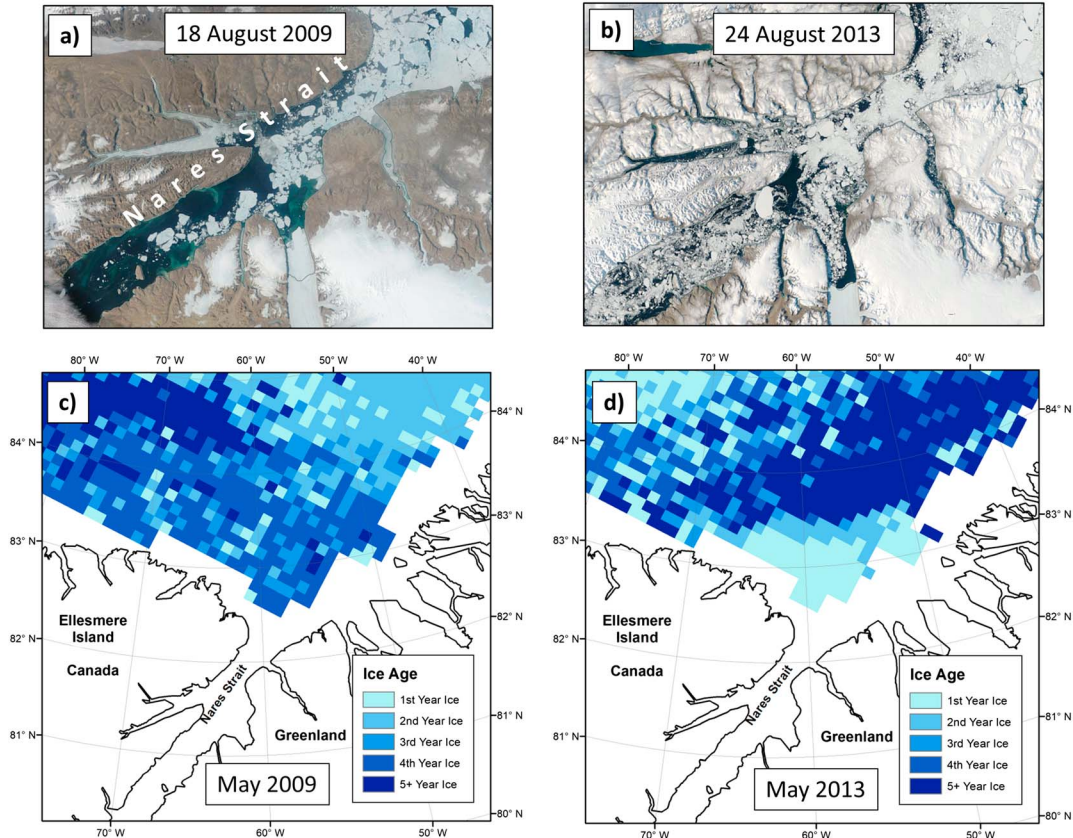 a)
18 August 2009
Nares Strait
b)
24 August 2013
80° W 70° W 60° W 50° W 40° W
c)
84° N
83° N
82° N
81° N
84° N
83° N
82° N
81° N
80° N
Ellesmere
Island
Canada
Nares Strait
Greenland
Ice Age
1st Year Ice
2nd Year Ice
3rd Year Ice
4th Year Ice
5+ Year Ice
May 2009
70° W 60° W 50° W
80° W 70° W 60° W 50° W 40° W
d)
84° N
83° N
82° N
81° N
84° N
83° N
82° N
81° N
80° N
Ellesmere
Island
Canada
Nares Strait
Greenland
Ice Age
1st Year Ice
2nd Year Ice
3rd Year Ice
4th Year Ice
5+ Year Ice
May 2013
70° W 60° W 50° W